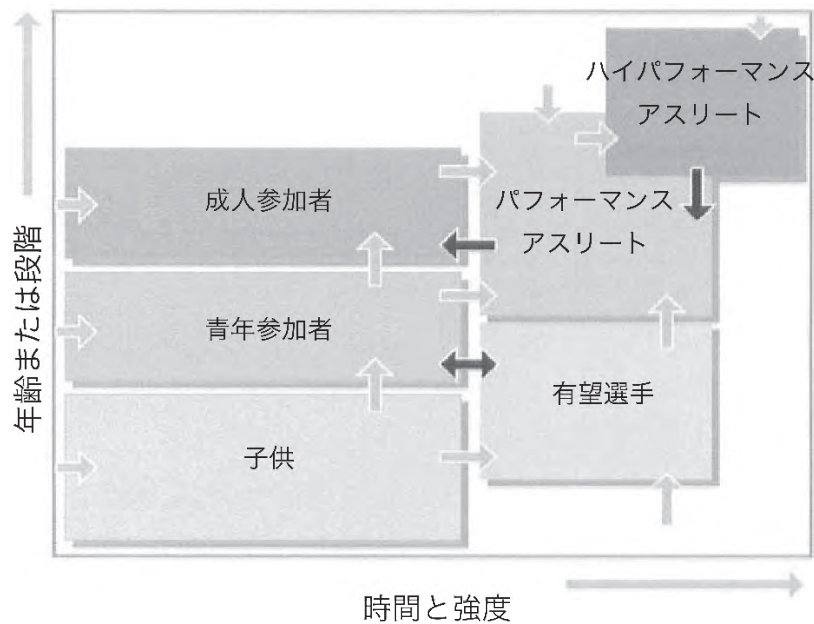 ハイパフォーマンス
アスリート
成人参加者
パフォーマンス
アスリート
青年参加者
有望選手
子供
年齢または段階
時間と強度